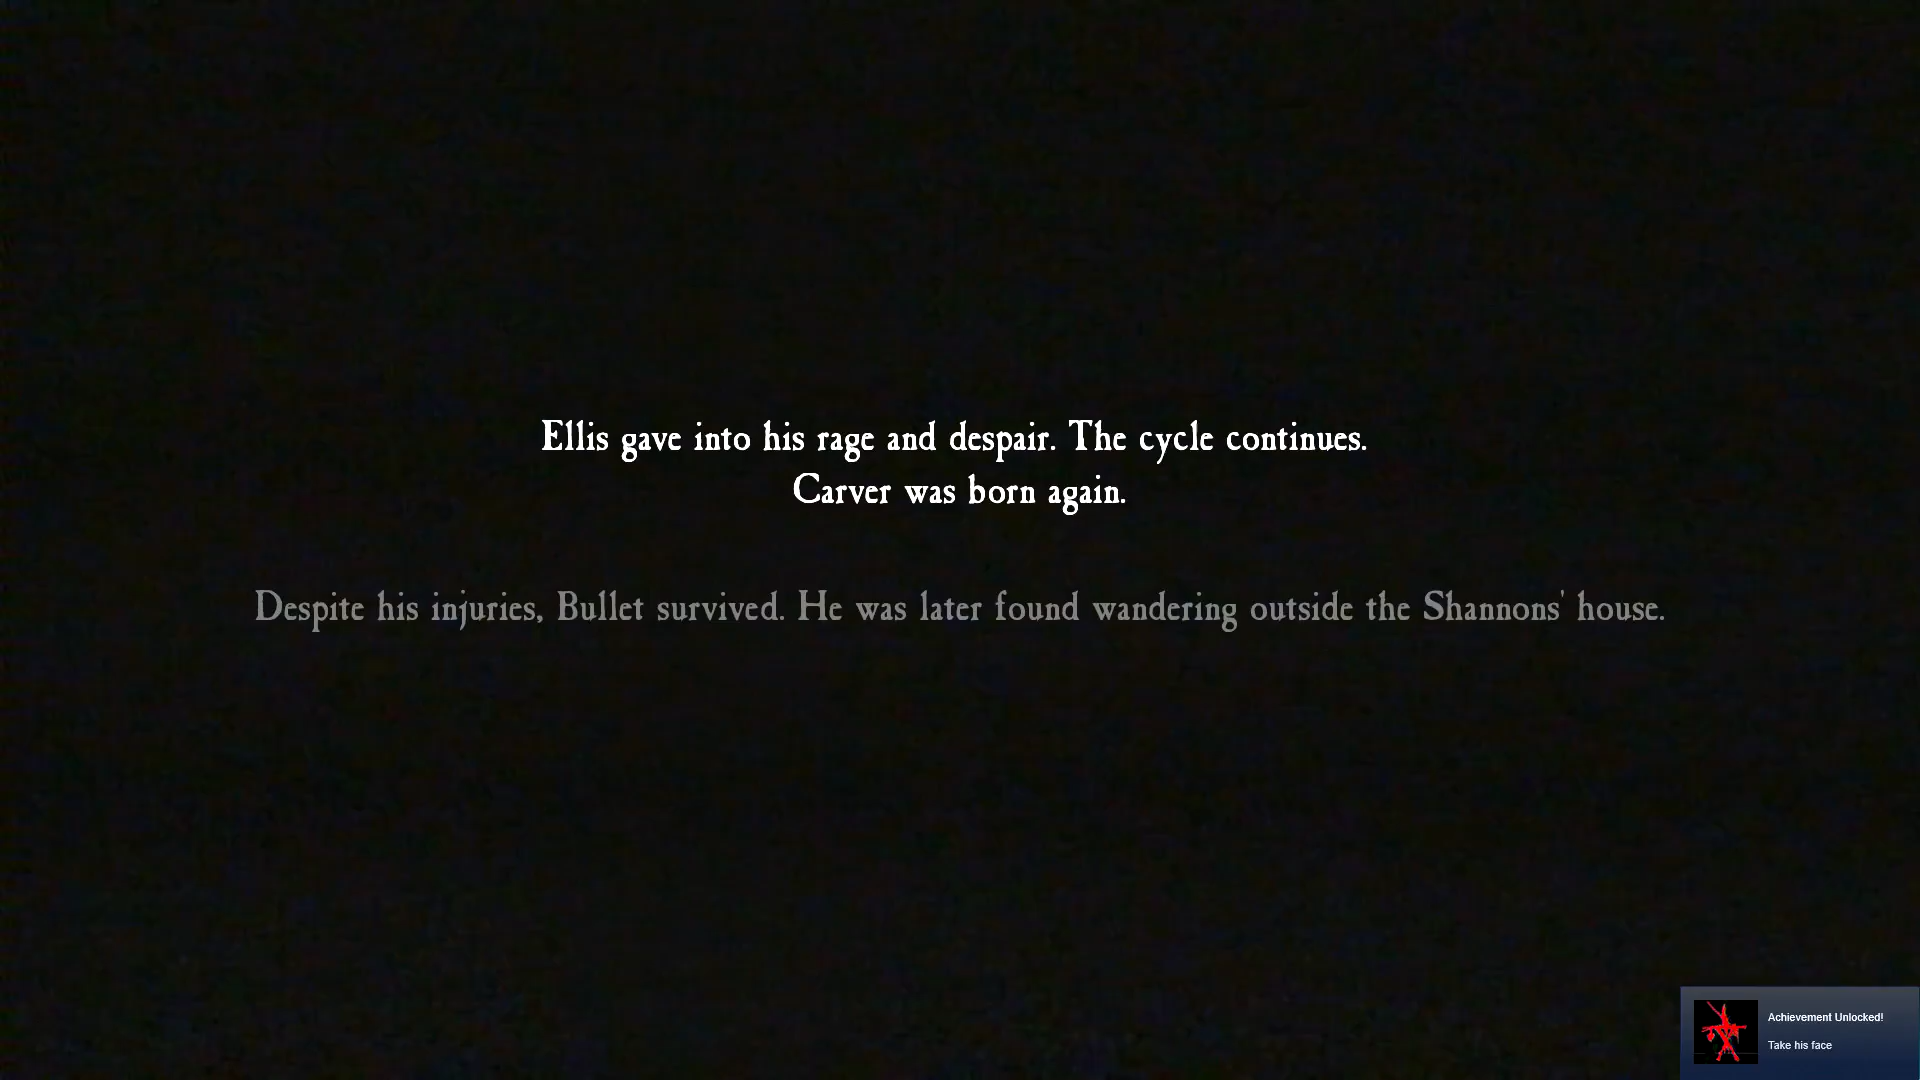 Ellis gave into his rage and despair. The cycle continues.
Carver was born again.
Despite his injuries, Bullet survived. He was later found wandering outside the Shannons' house.
Achievement Unlocked!
Take his face